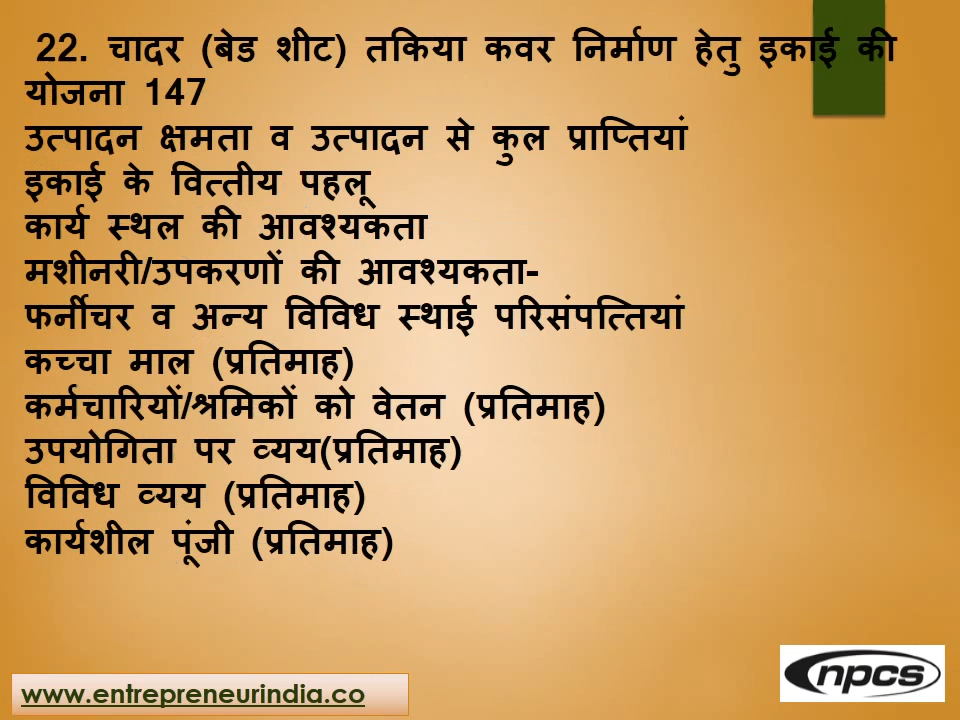 22. चादर (बेड शीट) तकिया कवर निर्माण हेतु इकाई की
योजना 147
उत्पादन क्षमता व उत्पादन से कुल प्राप्तियां
इकाई के वित्तीय पहलू
कार्य स्थल की आवश्यकता
मशीनरी/उपकरणों की आवश्यकता-
फर्नीचर व अन्य विविध स्थाई परिसंपत्तियां
कच्चा माल (प्रतिमाह)
कर्मचारियों/श्रमिकों को वेतन (प्रतिमाह)
उपयोगिता पर व्यय(प्रतिमाह)
विविध व्यय (प्रतिमाह)
कार्यशील पूंजी (प्रतिमाह)
www.entrepreneurindia.co
npcs